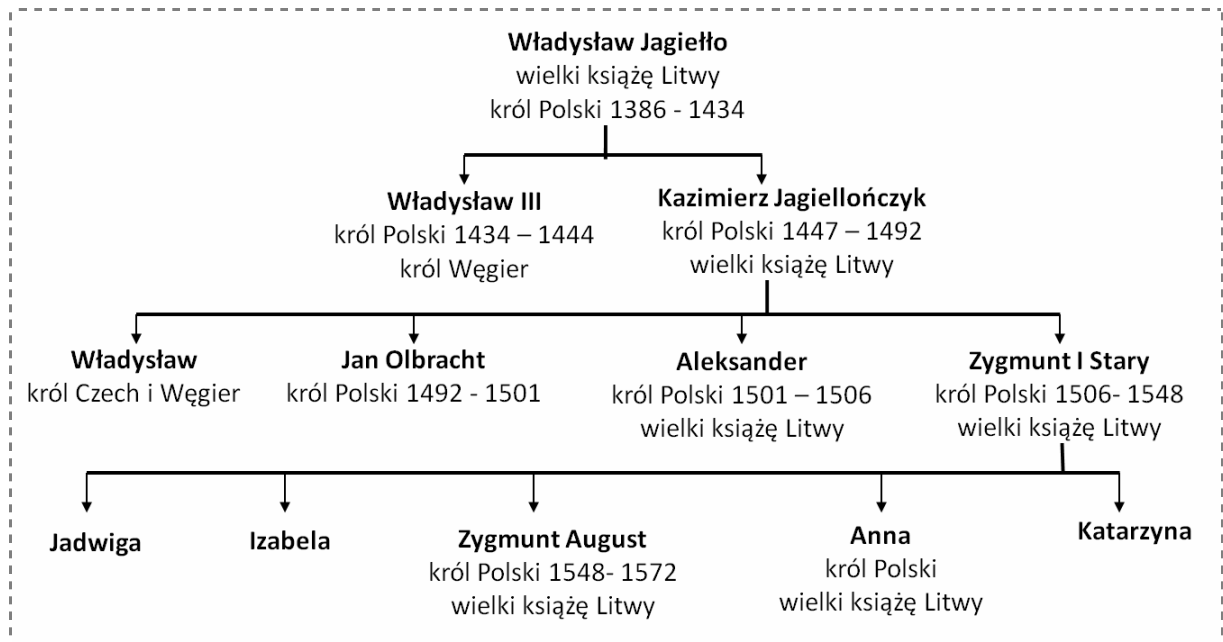 Władysław Jagiełło
wielki książę Litwy
król Polski 1386 - 1434
Władysław III
król Polski 1434 – 1444
król Węgier
Kazimierz Jagiellończyk
król Polski 1447 – 1492
wielki książę Litwy
Władysław
król Czech i Węgier
Jan Olbracht
król Polski 1492 - 1501
Aleksander
król Polski 1501 – 1506
wielki książę Litwy
Zygmunt I Stary
król Polski 1506- 1548
wielki książę Litwy
Jadwiga
Izabela
Zygmunt August
król Polski 1548- 1572
wielki książę Litwy
Anna
król Polski
wielki książę Litwy
Katarzyna